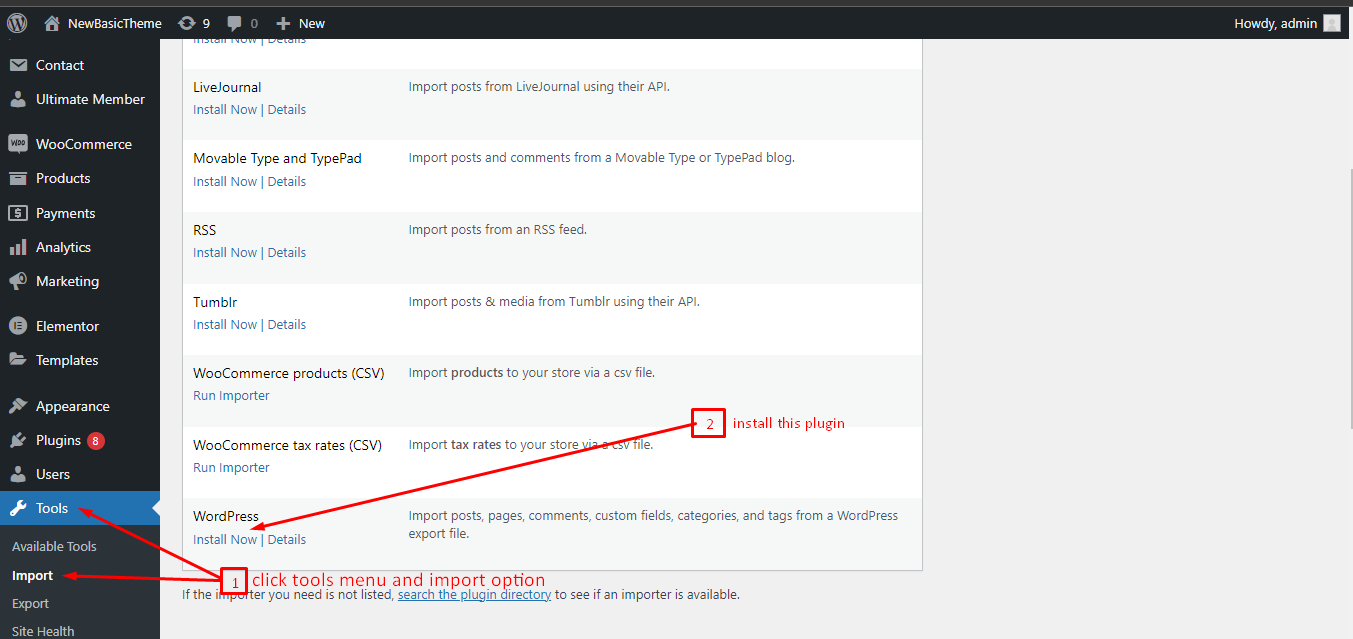 NewBasicTheme 9 0 New Howdy, admin
Contact
Ultimate Member
WooCommerce
Products
Payments
Analytics
Marketing
Elementor
Templates
Appearance
Plugins 8
Users
Tools
Available Tools
Import
Export
Site Health
Install Now | Details
LiveJournal Import posts from LiveJournal using their API.
Install Now | Details
Movable Type and TypePad Import posts and comments from a Movable Type or TypePad blog.
Install Now | Details
RSS Import posts from an RSS feed.
Install Now | Details
Tumblr Import posts & media from Tumblr using their API.
Install Now | Details
WooCommerce products (CSV) Import products to your store via a csv file.
Run Importer
2 install this plugin
WooCommerce tax rates (CSV) Import tax rates to your store via a csv file.
Run Importer
WordPress Import posts, pages, comments, custom fields, categories, and tags from a WordPress
export file.
Install Now | Details
1 click tools menu and import option
If the importer you need is not listed, search the plugin directory to see if an importer is available.